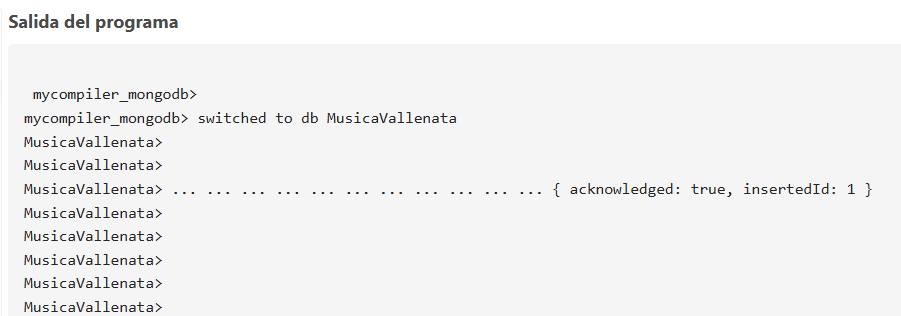 Salida del programa
mycompiler_mongodb>
mycompiler_mongodb> switched to db MusicaVallenata
MusicaVallenata>
MusicaVallenata>
MusicaVallenata> ... ... ... ... ... ... ... ... ... ... ... { acknowledged: true, insertedId: 1 }
MusicaVallenata>
MusicaVallenata>
MusicaVallenata>
MusicaVallenata>
MusicaVallenata>